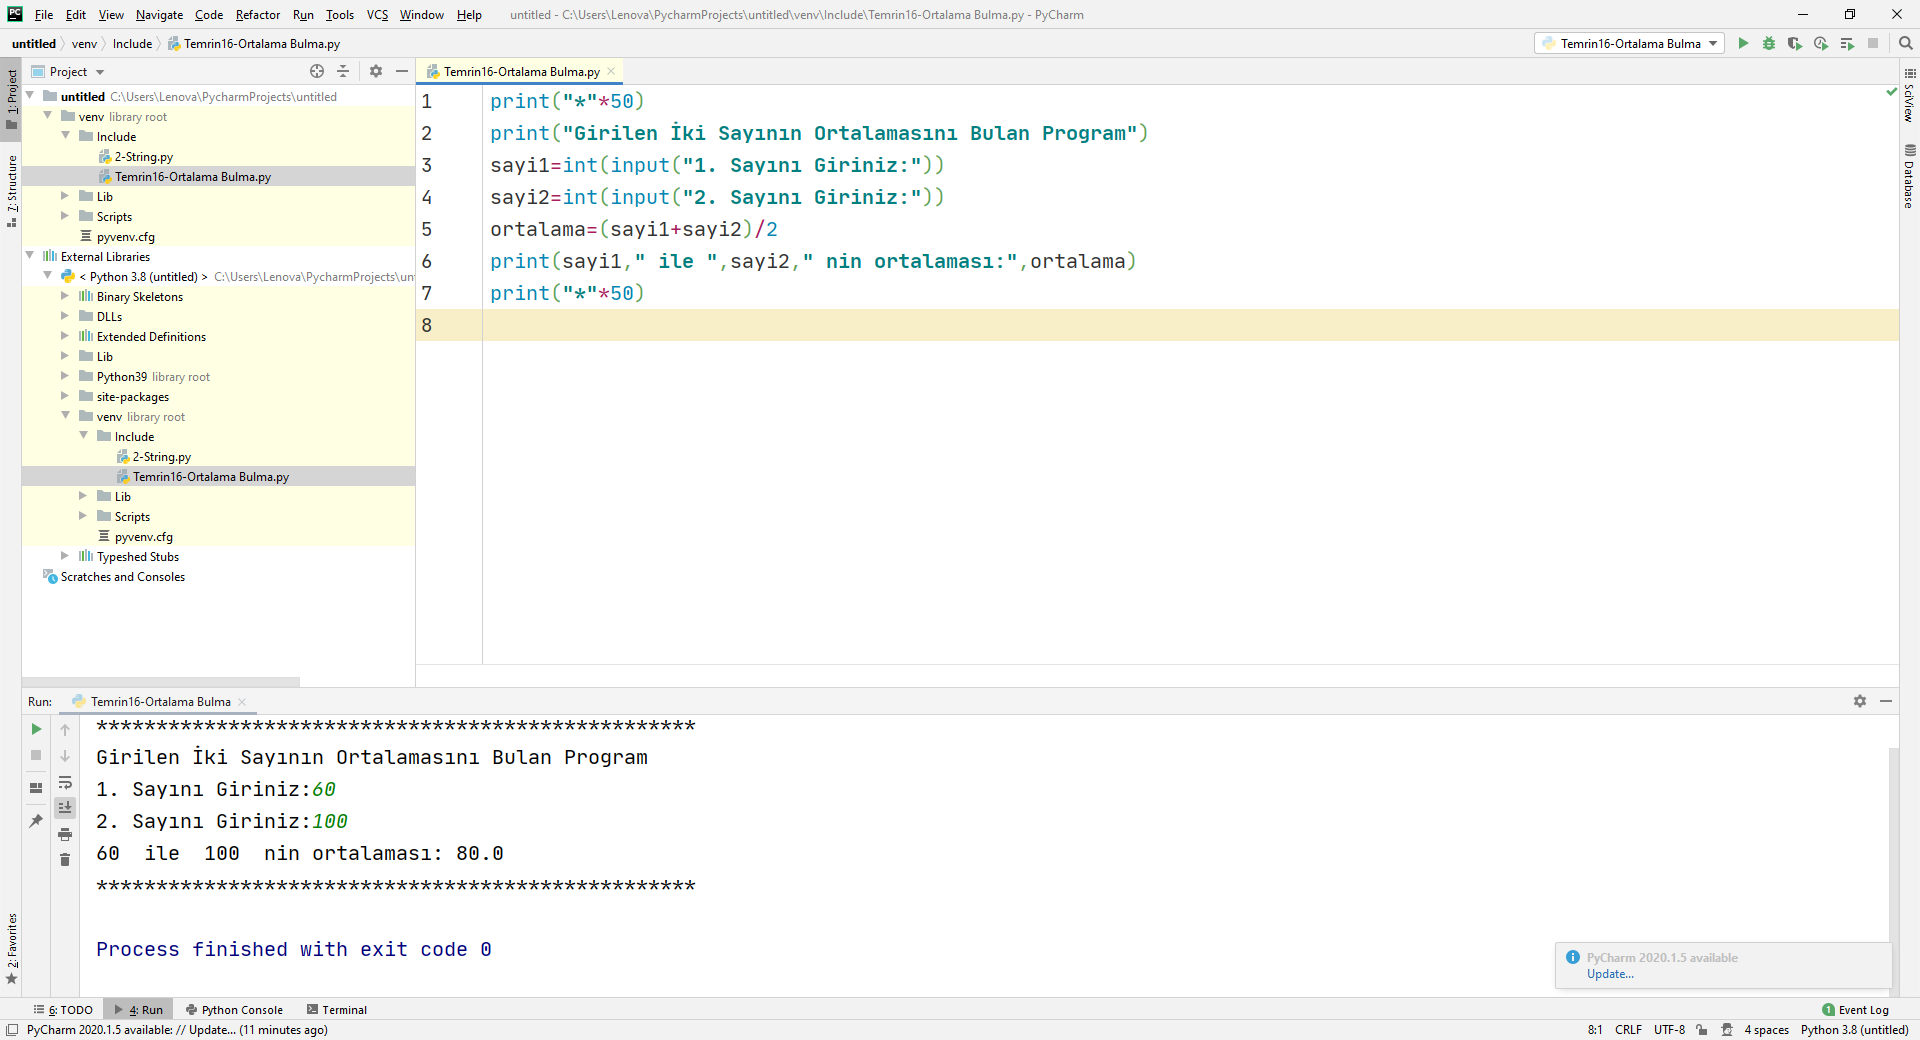 PC File Edit View Navigate Code Refactor Run Tools VCS Window Help untitled - C:\Users\Lenova\PycharmProjects\untitled\venv\Include\Temrin16-Ortalama Bulma.py - PyCharm
untitled venv Include Temrin16-Ortalama Bulma.py Temrin16-Ortalama Bulma
1: Project
7: Structure
2: Favorites
Project
untitled C:\Users\Lenova\PycharmProjects\untitled
venv library root
Include
2-String.py
Temrin16-Ortalama Bulma.py
Lib
Scripts
pyvenv.cfg
External Libraries
< Python 3.8 (untitled) > C:\Users\Lenova\PycharmProjects\un
Binary Skeletons
DLLs
Extended Definitions
Lib
Python39 library root
site-packages
venv library root
Include
2-String.py
Temrin16-Ortalama Bulma.py
Lib
Scripts
pyvenv.cfg
Typeshed Stubs
Scratches and Consoles
Temrin16-Ortalama Bulma.py
1 print("*"*50)
2 print("Girilen İki Sayının Ortalamasını Bulan Program")
3 sayi1=int(input("1. Sayını Giriniz:"))
4 sayi2=int(input("2. Sayını Giriniz:"))
5 ortalama=(sayi1+sayi2)/2
6 print(sayi1," ile ",sayi2," nin ortalaması:",ortalama)
7 print("*"*50)
8
SciView
Database
Run: Temrin16-Ortalama Bulma
**************************************************
Girilen İki Sayının Ortalamasını Bulan Program
1. Sayını Giriniz:60
2. Sayını Giriniz:100
60  ile  100  nin ortalaması: 80.0
**************************************************
Process finished with exit code 0
PyCharm 2020.1.5 available
Update...
6: TODO 4: Run Python Console Terminal 1 Event Log
PyCharm 2020.1.5 available: // Update... (11 minutes ago) 8:1 CRLF UTF-8 4 spaces Python 3.8 (untitled)